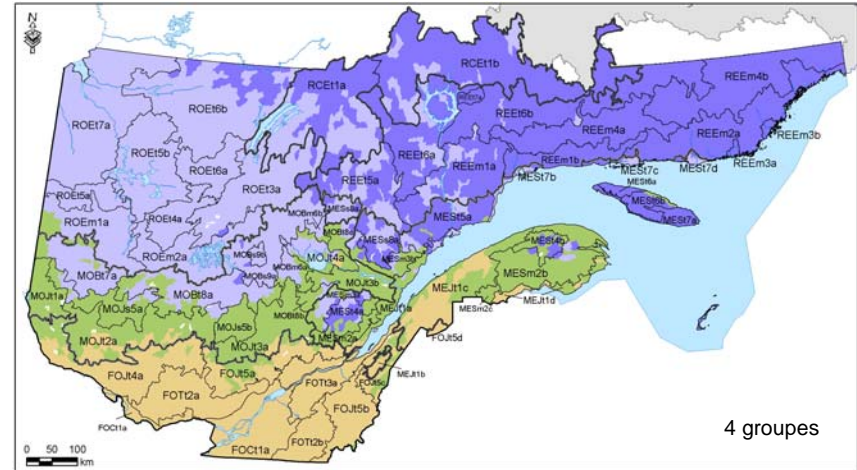 N
RCEt1b
RCEt1a
REEm4b
ROEt6b
REEt6b
ROEt7a
REEm4a
REEm2a
ROEt5b
REEm3b
ROEt6a
REEt6a
REEm1a
REEm1b
MESt7c
MESt7d
REEm3a
MESt7b
ROEt3a
MESt6a
REEt5a
MESt6b
ROEt5a
ROEt4a
MESt7a
ROEm1a
MESt5a
MOBt7a
ROEm2a
MOJt4a
MESt4b
MESm2b
MOJt1a
MOJs5a
MOBt8a
MOJt3b
MEJt1c
MESt4a
MEJt1a
MOJs5b
MOBt8b
MEJt1d
MESm2c
MOJt2a
MOJt3a
MESm2a
FOJt5d
FOJt4a
FOJt5a
FOTt3a
MEJt1b
FOTt2a
FOJt5b
FOCt1a
FOCt1a
FOTt2b
4 groupes
0 50 100
km